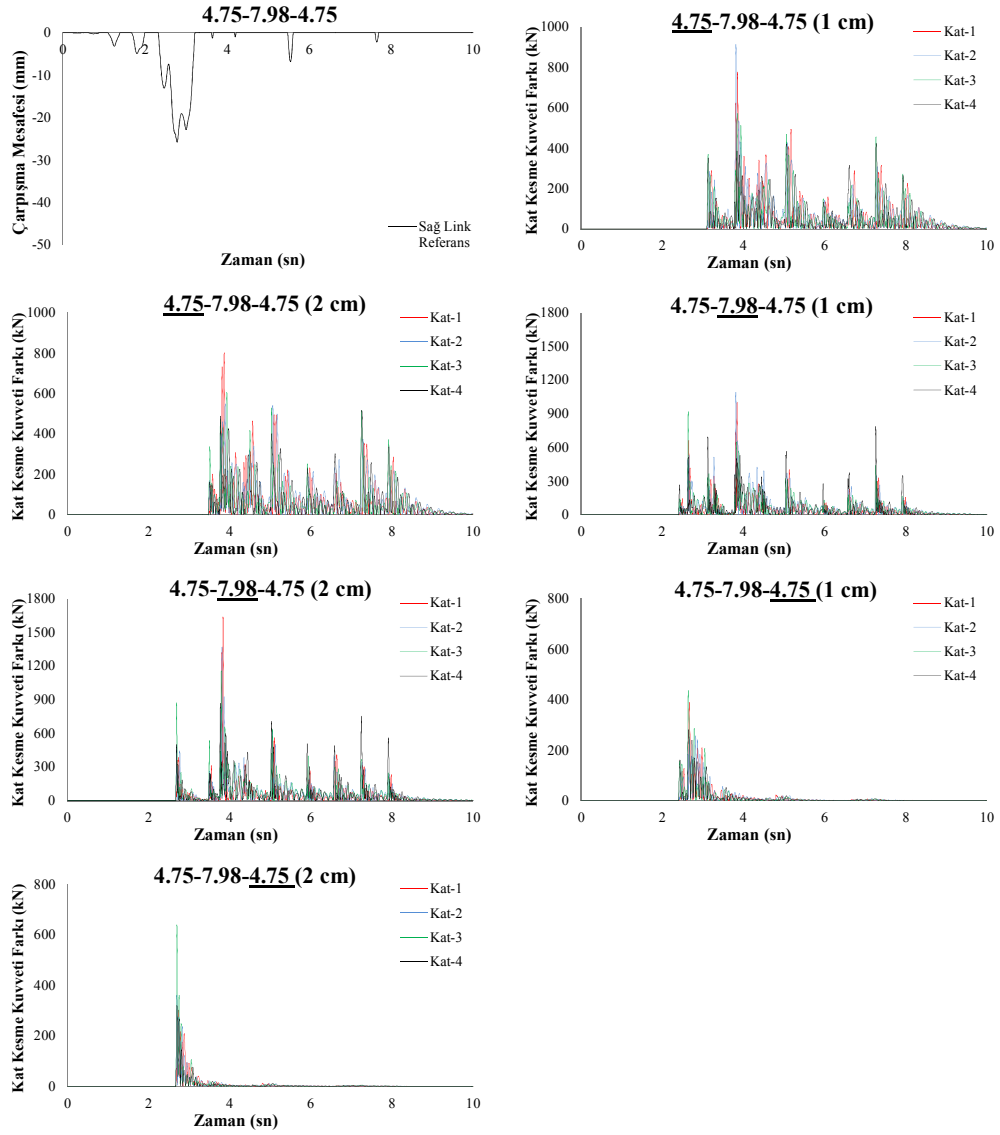 4.75-7.98-4.75
0
-10
-20
-30
-40
-50
0 2 4 6 8 10
Çarpışma Mesafesi (mm)
Zaman (sn)
Sağ Link
Referans
4.75-7.98-4.75 (1 cm)
1000
800
600
400
200
0
0 2 4 6 8 10
Kat Kesme Kuvveti Farkı (kN)
Zaman (sn)
Kat-1
Kat-2
Kat-3
Kat-4
4.75-7.98-4.75 (2 cm)
1000
800
600
400
200
0
0 2 4 6 8 10
Kat Kesme Kuvveti Farkı (kN)
Zaman (sn)
Kat-1
Kat-2
Kat-3
Kat-4
4.75-7.98-4.75 (1 cm)
1800
1500
1200
900
600
300
0
0 2 4 6 8 10
Kat Kesme Kuvveti Farkı (kN)
Zaman (sn)
Kat-1
Kat-2
Kat-3
Kat-4
4.75-7.98-4.75 (2 cm)
1800
1500
1200
900
600
300
0
0 2 4 6 8 10
Kat Kesme Kuvveti Farkı (kN)
Zaman (sn)
Kat-1
Kat-2
Kat-3
Kat-4
4.75-7.98-4.75 (1 cm)
800
600
400
200
0
0 2 4 6 8 10
Kat Kesme Kuvveti Farkı (kN)
Zaman (sn)
Kat-1
Kat-2
Kat-3
Kat-4
4.75-7.98-4.75 (2 cm)
800
600
400
200
0
0 2 4 6 8 10
Kat Kesme Kuvveti Farkı (kN)
Zaman (sn)
Kat-1
Kat-2
Kat-3
Kat-4